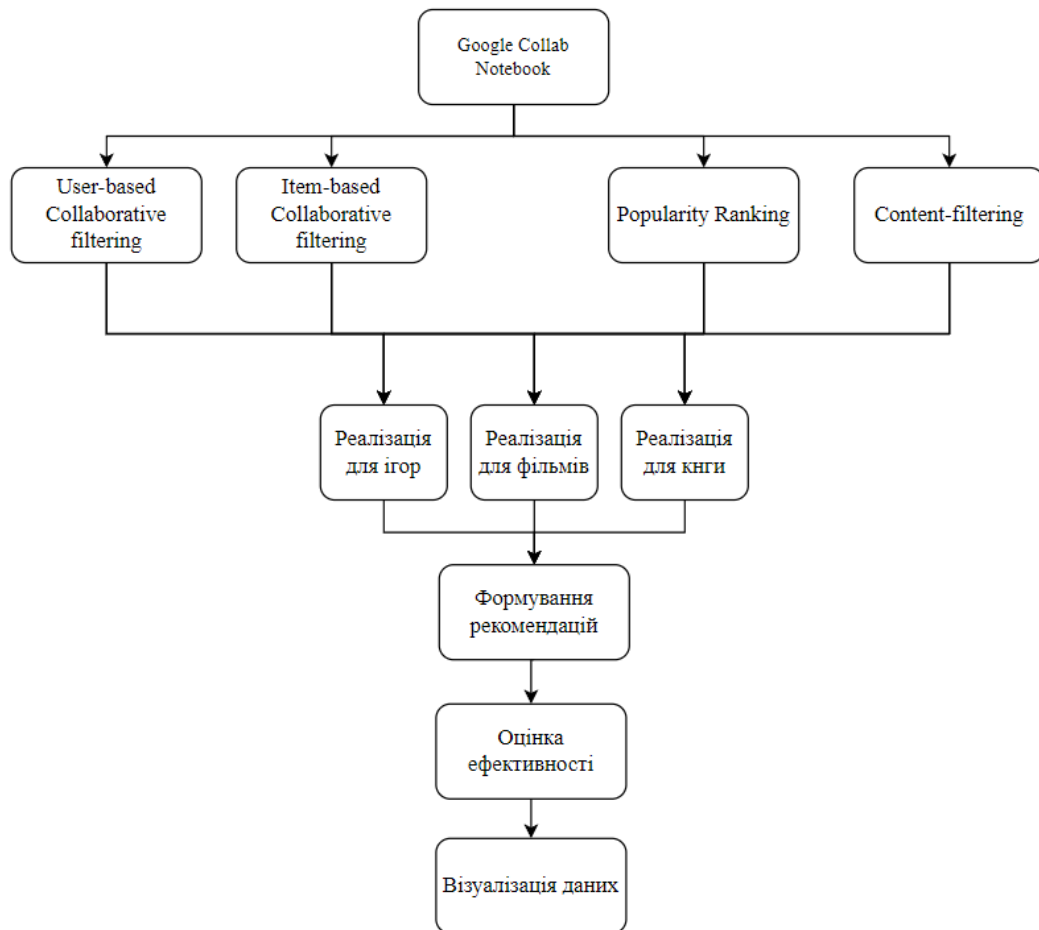 Google Collab
Notebook
User-based
Collaborative
filtering
Item-based
Collaborative
filtering
Popularity Ranking
Content-filtering
Реалізація
для ігор
Реалізація
для фільмів
Реалізація
для кнги
Формування
рекомендацій
Оцінка
ефективності
Візуалізація даних